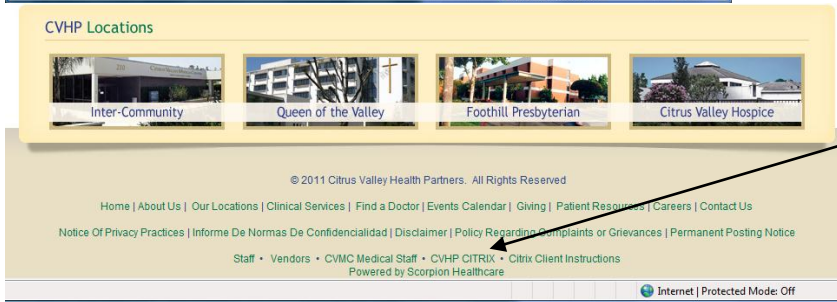 CVHP Locations
Inter-Community
Queen of the Valley
Foothill Presbyterian
Citrus Valley Hospice
© 2011 Citrus Valley Health Partners. All Rights Reserved
Home | About Us | Our Locations | Clinical Services | Find a Doctor | Events Calendar | Giving | Patient Resources | Careers | Contact Us
Notice Of Privacy Practices | Informe De Normas De Confidencialidad | Disclaimer | Policy Regarding Complaints or Grievances | Permanent Posting Notice
Staff • Vendors • CVMC Medical Staff • CVHP CITRIX • Citrix Client Instructions
Powered by Scorpion Healthcare
Internet | Protected Mode: Off